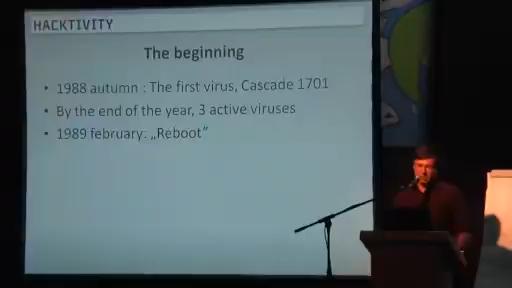 HACKTIVITY
The beginning
• 1988 autumn : The first virus, Cascade 1701
• By the end of the year, 3 active viruses
• 1989 february: „Reboot”